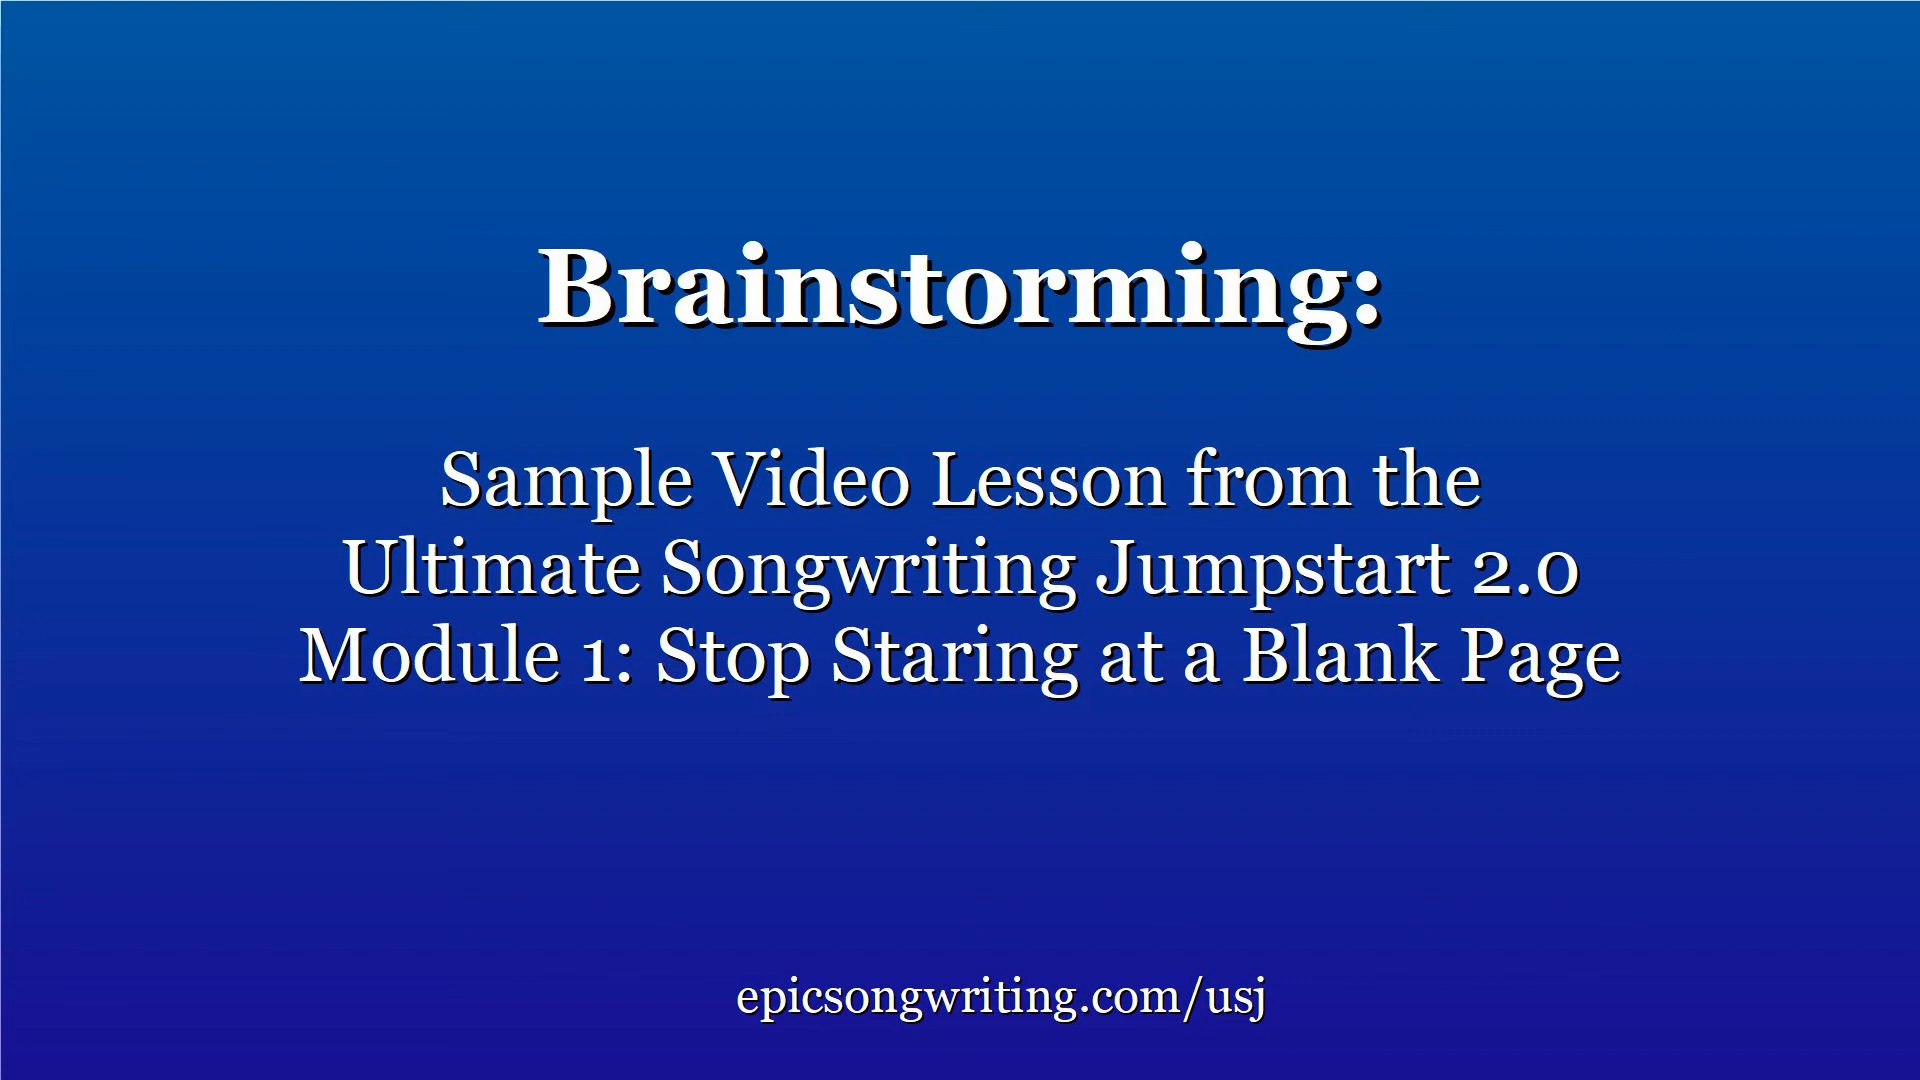 Brainstorming:
Sample Video Lesson from the
Ultimate Songwriting Jumpstart 2.0
Module 1: Stop Staring at a Blank Page
epicsongwriting.com/usj